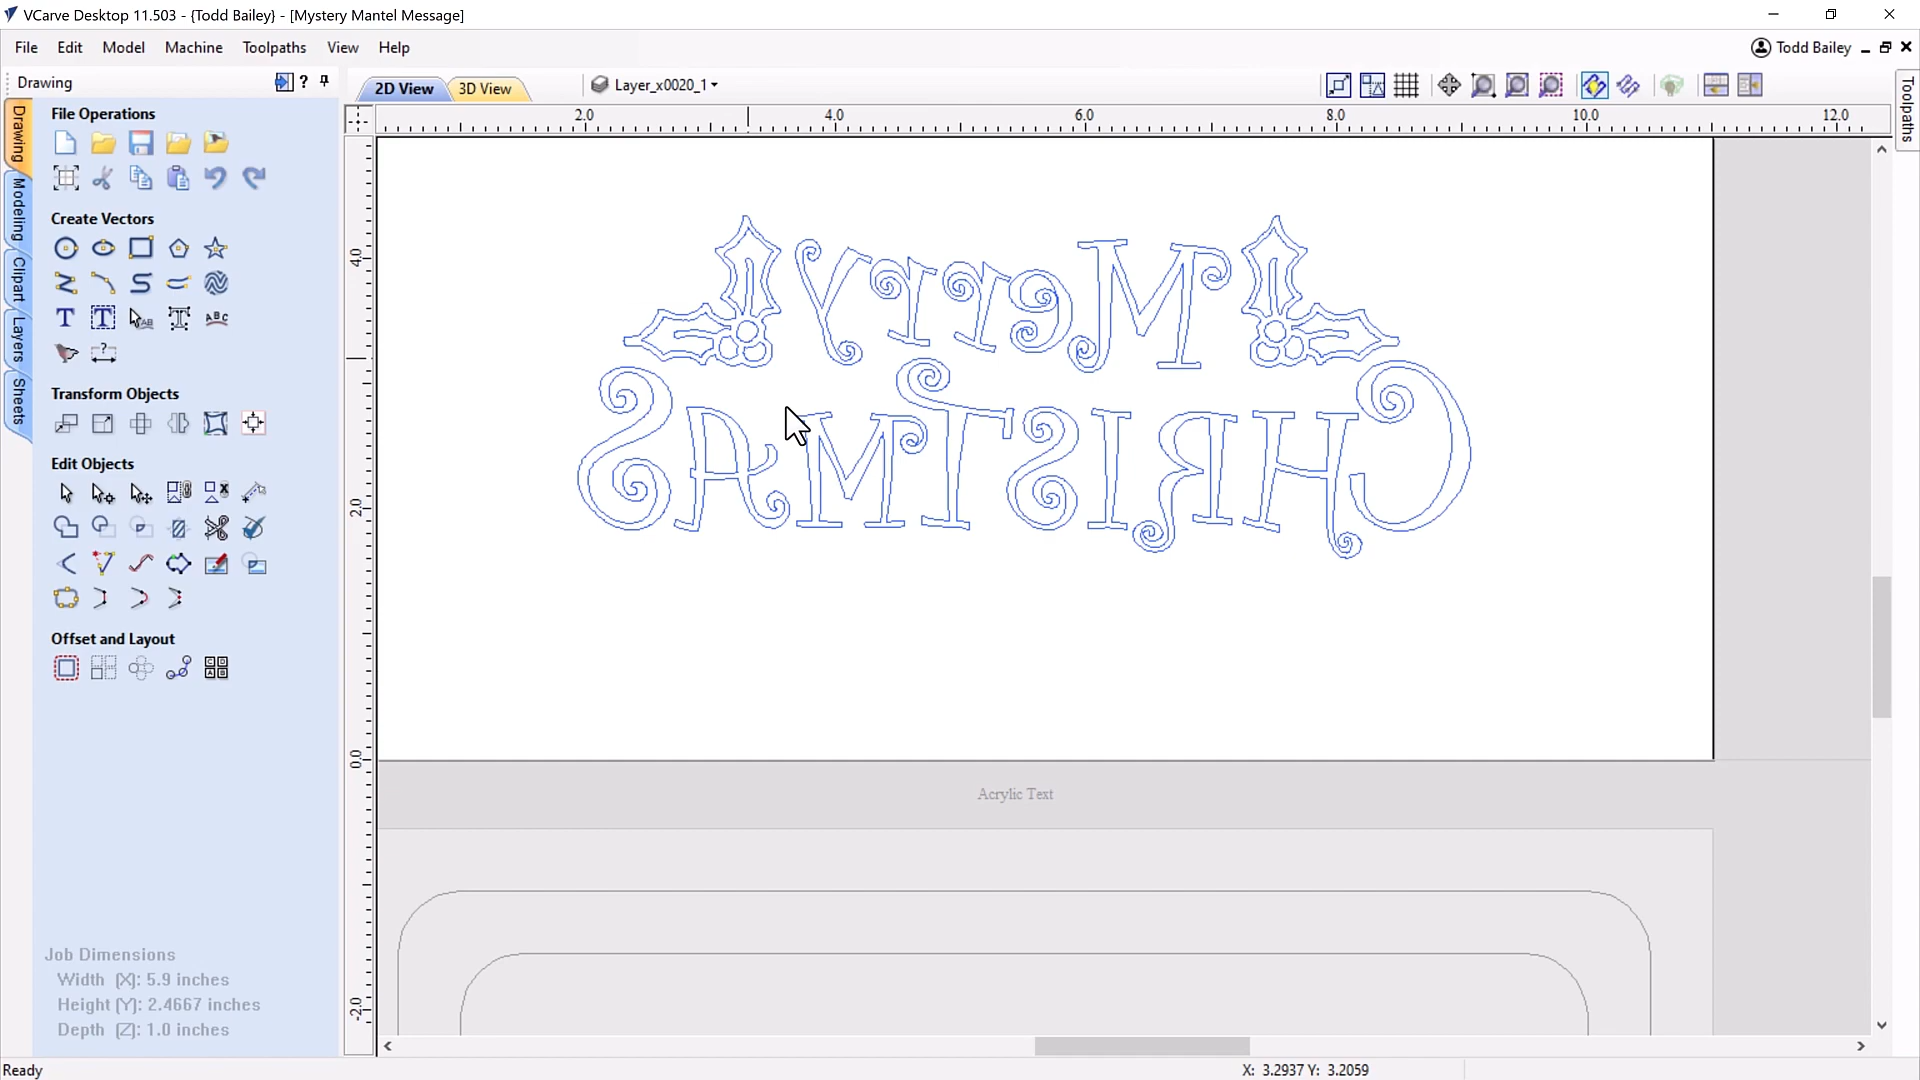 VCarve Desktop 11.503 - {Todd Bailey} - [Mystery Mantel Message]
File Edit Model Machine Toolpaths View Help
Todd Bailey
Drawing
2D View 3D View
Layer_x0020_1
Toolpaths
Drawing
Modeling
Clipart
Layers
Sheets
File Operations
Create Vectors
Transform Objects
Edit Objects
Offset and Layout
2.0 4.0 6.0 8.0 10.0 12.0
4.0
2.0
0.0
-2.0
Merry
CHRISTMAS
Acrylic Text
Job Dimensions
Width (X): 5.9 inches
Height (Y): 2.4667 inches
Depth (Z): 1.0 inches
Ready
X: 3.2937 Y: 3.2059